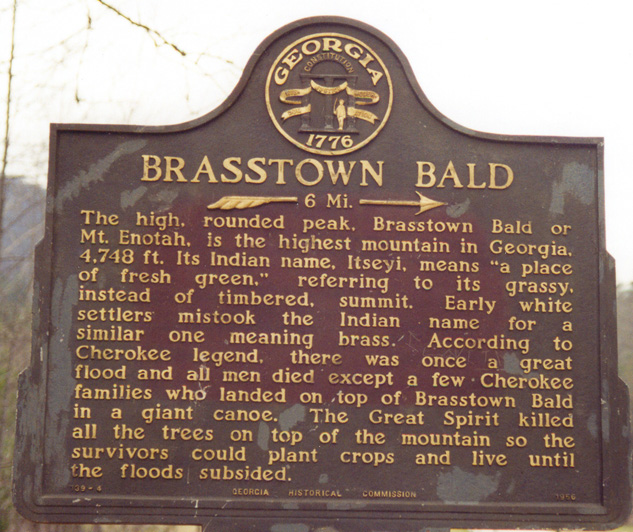 GEORGIA
CONSTITUTION
1776
BRASSTOWN BALD
6 Mi.
The high, rounded peak, Brasstown Bald or
Mt. Enotah, is the highest mountain in Georgia,
4,748 ft. Its Indian name, Itseyi, means "a place
of fresh green," referring to its grassy,
instead of timbered, summit. Early white
settlers mistook the Indian name for a
similar one meaning brass. According to
Cherokee legend, there was once a great
flood and all men died except a few Cherokee
families who landed on top of Brasstown Bald
in a giant canoe. The Great Spirit killed
all the trees on top of the mountain so the
survivors could plant crops and live until
the floods subsided.
GEORGIA HISTORICAL COMMISSION